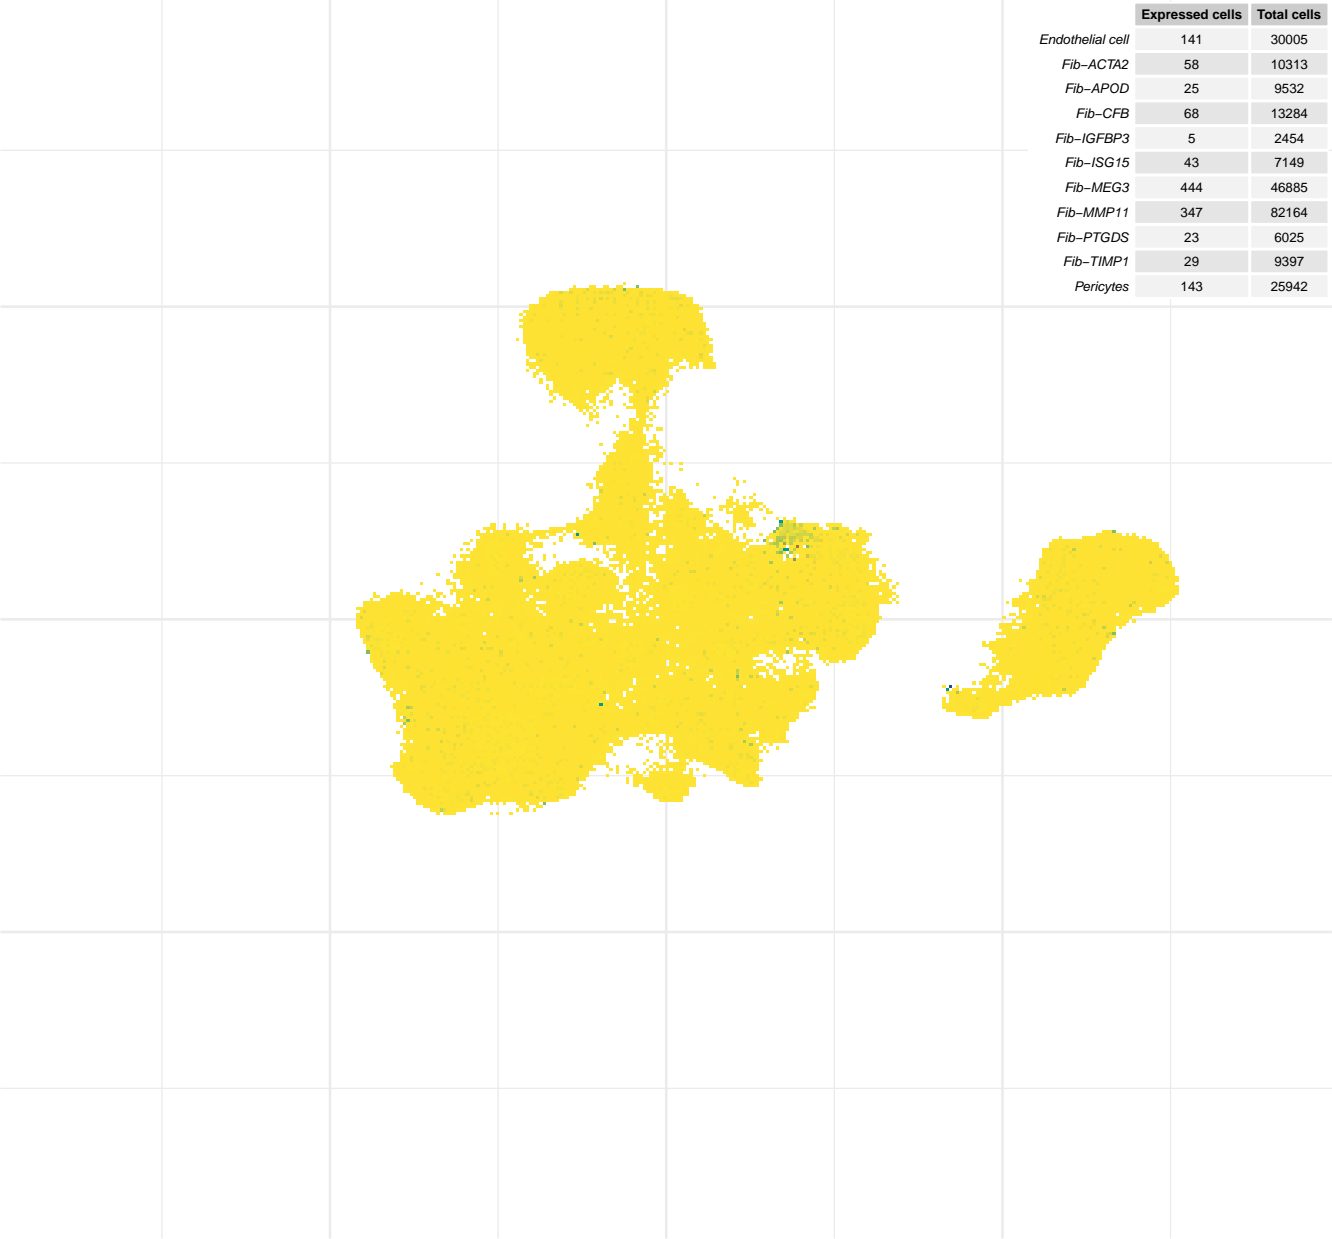 Expressed cells Total cells
Endothelial cell 141 30005
Fib−ACTA2 58 10313
Fib−APOD 25 9532
Fib−CFB 68 13284
Fib−IGFBP3 5 2454
Fib−ISG15 43 7149
Fib−MEG3 444 46885
Fib−MMP11 347 82164
Fib−PTGDS 23 6025
Fib−TIMP1 29 9397
Pericytes 143 25942